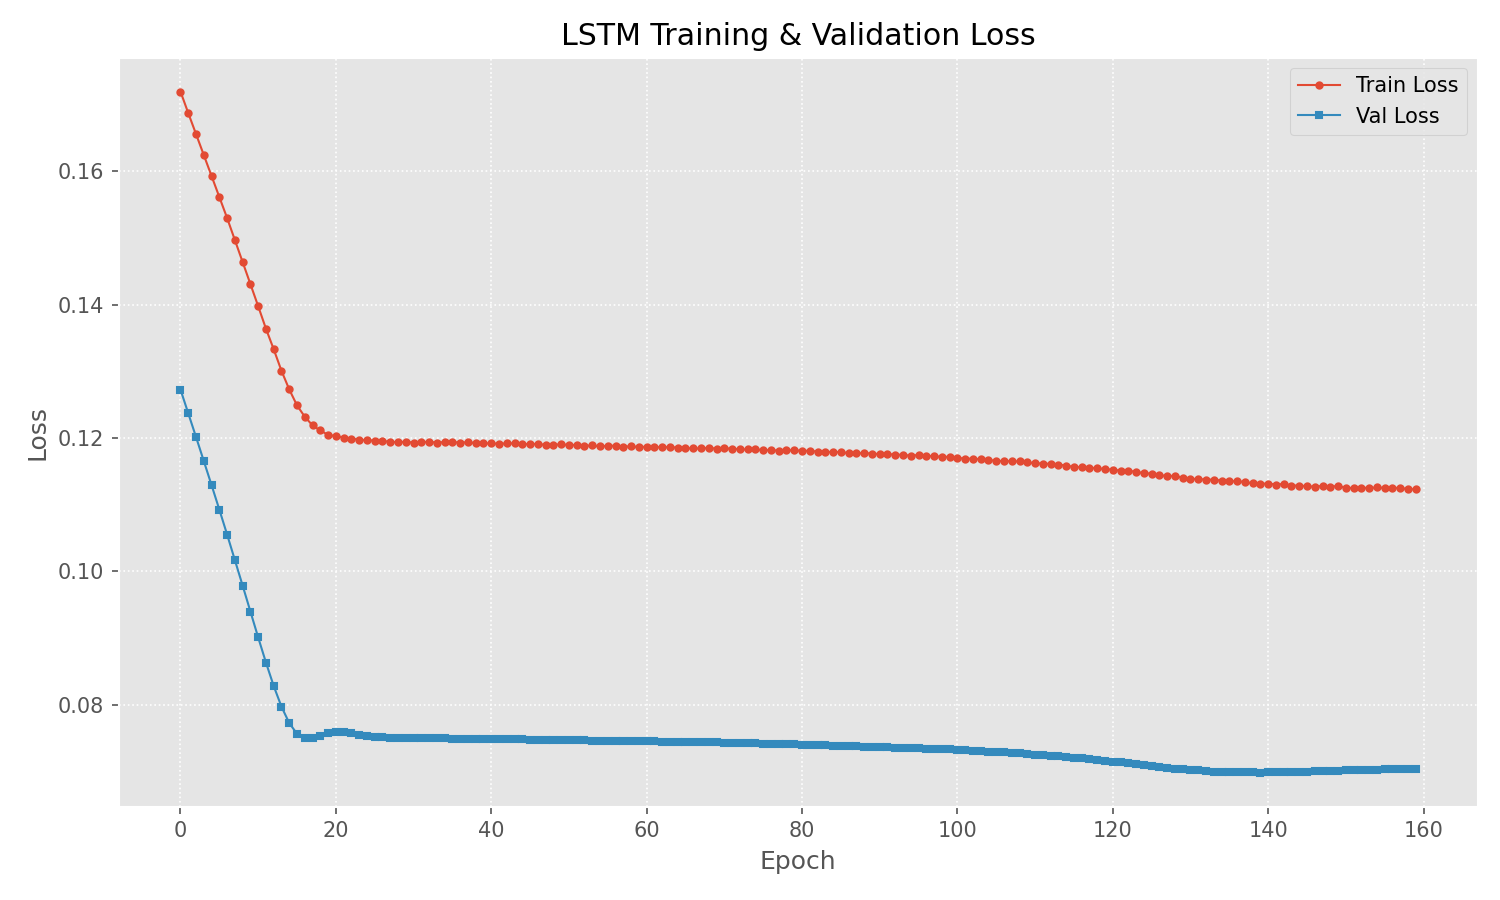 LSTM Training & Validation Loss
Train Loss
Val Loss
0.16
0.14
0.12
0.10
0.08
Loss
0 20 40 60 80 100 120 140 160
Epoch